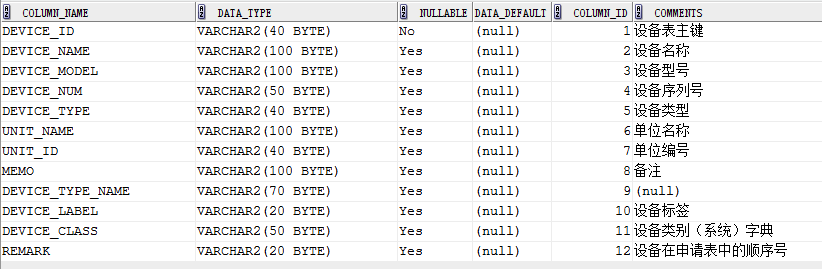 COLUMN_NAME DATA_TYPE NULLABLE DATA_DEFAULT COLUMN_ID COMMENTS
DEVICE_ID VARCHAR2(40 BYTE) No (null) 1 设备表主键
DEVICE_NAME VARCHAR2(100 BYTE) Yes (null) 2 设备名称
DEVICE_MODEL VARCHAR2(100 BYTE) Yes (null) 3 设备型号
DEVICE_NUM VARCHAR2(50 BYTE) Yes (null) 4 设备序列号
DEVICE_TYPE VARCHAR2(40 BYTE) Yes (null) 5 设备类型
UNIT_NAME VARCHAR2(100 BYTE) Yes (null) 6 单位名称
UNIT_ID VARCHAR2(40 BYTE) Yes (null) 7 单位编号
MEMO VARCHAR2(100 BYTE) Yes (null) 8 备注
DEVICE_TYPE_NAME VARCHAR2(70 BYTE) Yes (null) 9 (null)
DEVICE_LABEL VARCHAR2(20 BYTE) Yes (null) 10 设备标签
DEVICE_CLASS VARCHAR2(50 BYTE) Yes (null) 11 设备类别（系统）字典
REMARK VARCHAR2(20 BYTE) Yes (null) 12 设备在申请表中的顺序号